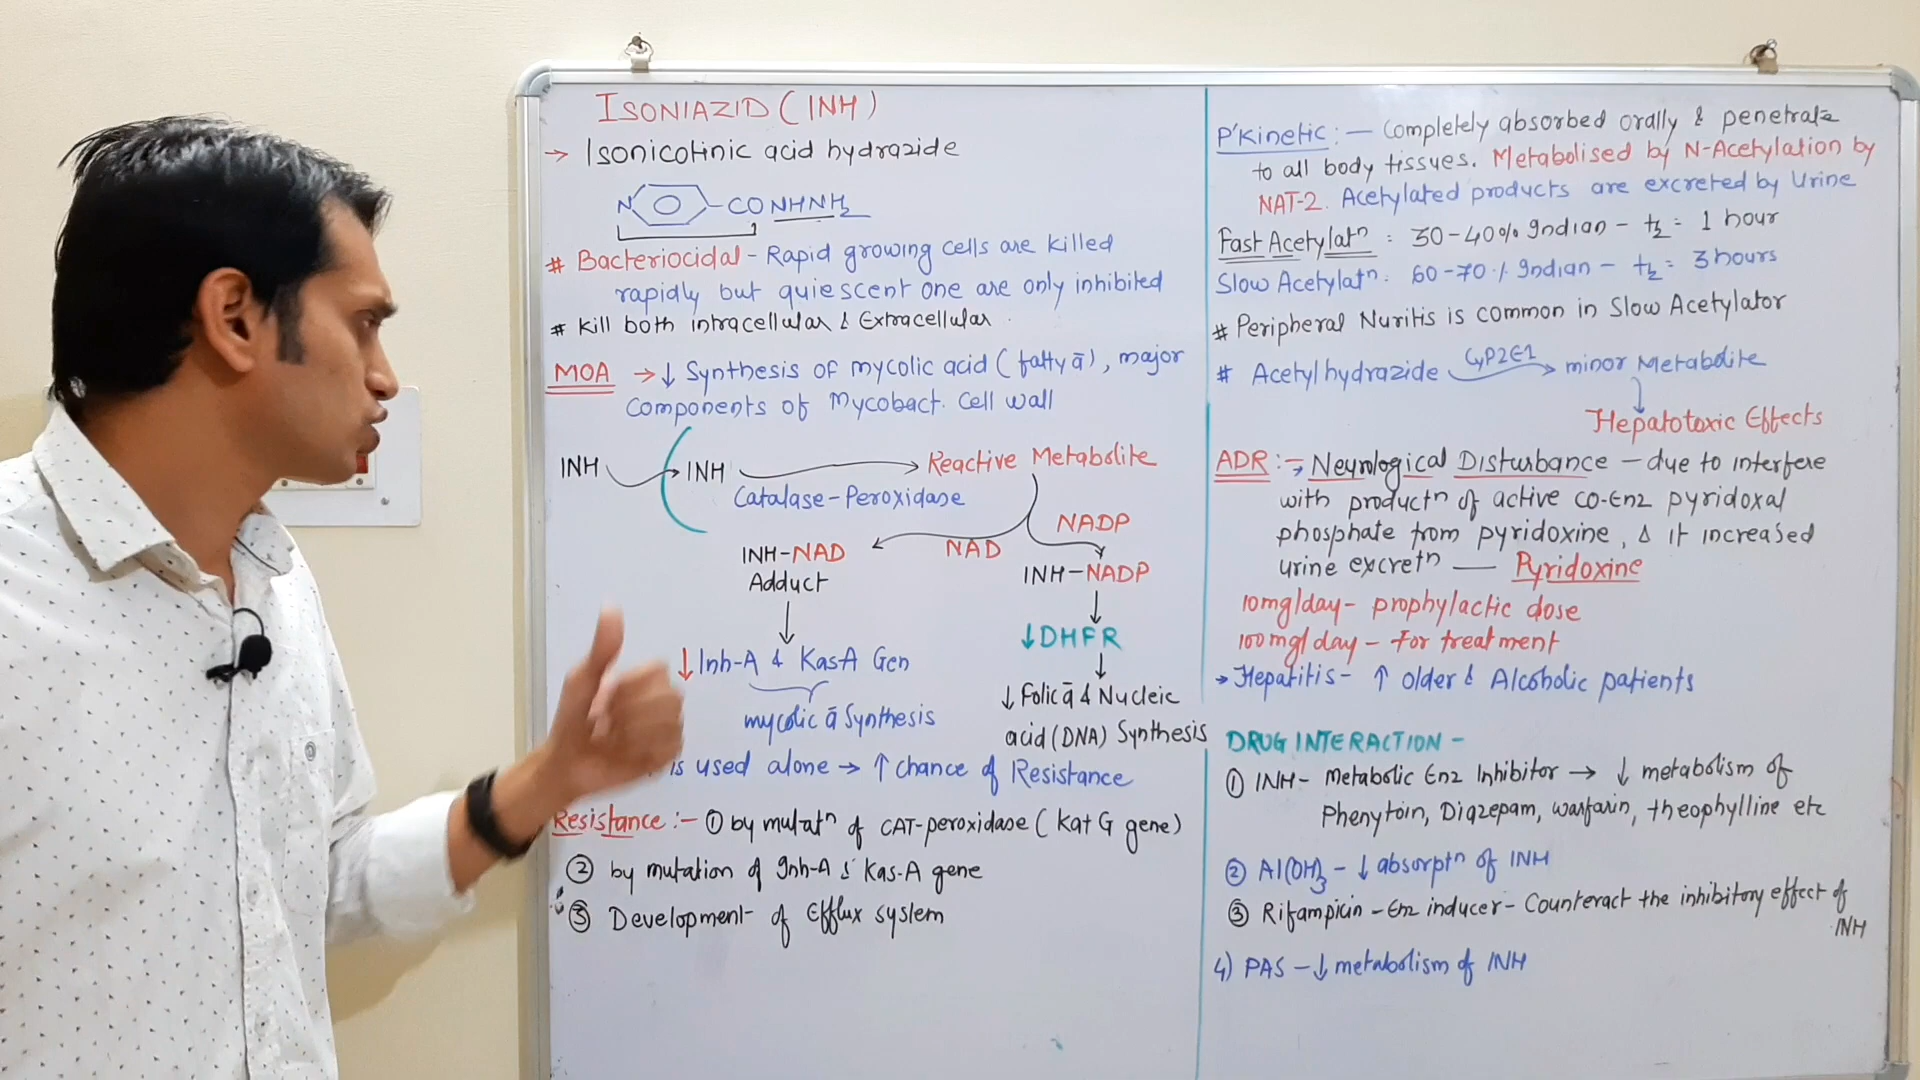 ISONIAZID (INH)
→ Isonicotinic acid hydrazide
N CO NHNH2
# Bacteriocidal - Rapid growing cells are killed
rapidly but quiescent one are only inhibited
# Kill both intracellular & Extracellular
MOA → ↓ Synthesis of mycolic acid (fatty ā), major
Components of Mycobact. Cell wall
INH → INH → Reactive Metabolite
Catalase-Peroxidase
NADP
NAD
INH-NAD
Adduct
INH-NADP
↓DHFR
↓Inh-A & KasA Gen
↓ Folic ā & Nucleic
acid (DNA) Synthesis
mycolic ā Synthesis
is used alone → ↑ chance of Resistance
Resistance :- ① by mutatn of CAT-peroxidase (Kat G gene)
② by mutation of Inh-A & Kas-A gene
③ Development of Efflux system
P'Kinetic :— Completely absorbed orally & penetrate
to all body tissues. Metabolised by N-Acetylation by
NAT-2. Acetylated products are excreted by Urine
Fast Acetylatn : 30-40% Indian - t½ = 1 hour
Slow Acetylatn : 60-70% Indian - t½ = 3 hours
# Peripheral Nuritis is common in Slow Acetylator
# Acetylhydrazide CYP2E1 → minor Metabolite
Hepatotoxic Effects
ADR :- → Neurological Disturbance - due to interfere
with productn of active co-Enz pyridoxal
phosphate from pyridoxine, & it increased
urine excretn — Pyridoxine
10mg/day - prophylactic dose
100mg/day - For treatment
→ Hepatitis - ↑ older & Alcoholic patients
DRUG INTERACTION -
① INH - Metabolic Enz Inhibitor → ↓ metabolism of
Phenytoin, Diazepam, warfarin, theophylline etc
② Al(OH)3 - ↓ absorptn of INH
③ Rifampicin - Enz inducer - Counteract the inhibitory effect of
INH
4) PAS - ↓ metabolism of INH